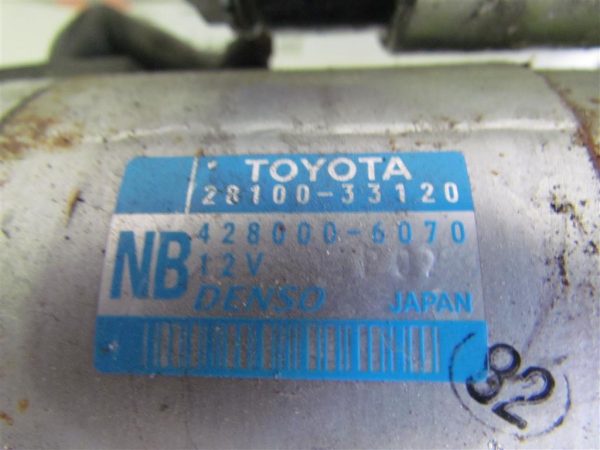 TOYOTA
28100-33120
428000-6070
NB
12V
DENSO
JAPAN
82